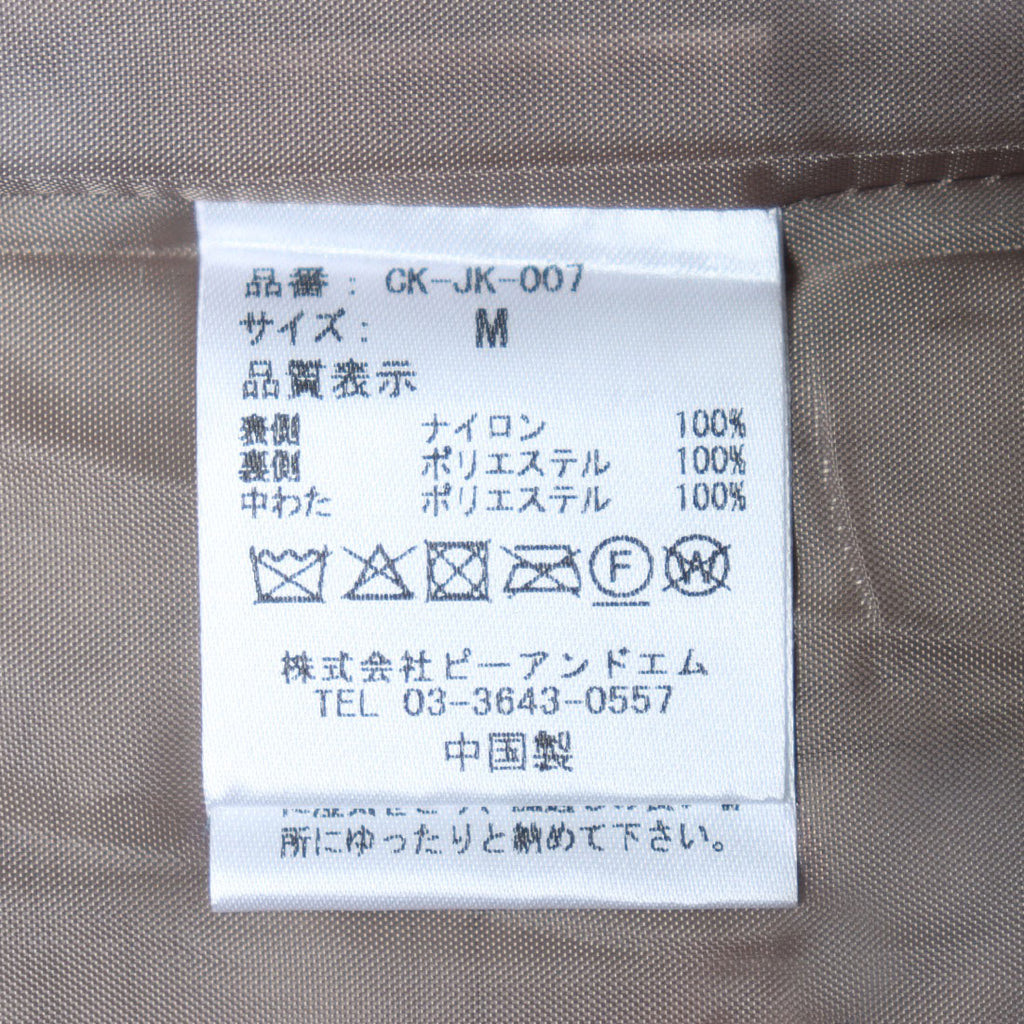 品番： CK-JK-007
サイズ： M
品質表示
表側 ナイロン 100%
裏側 ポリエステル 100%
中わた ポリエステル 100%
F W
株式会社ピーアンドエム
TEL 03-3643-0557
中国製
所にゆったりと納めて下さい。